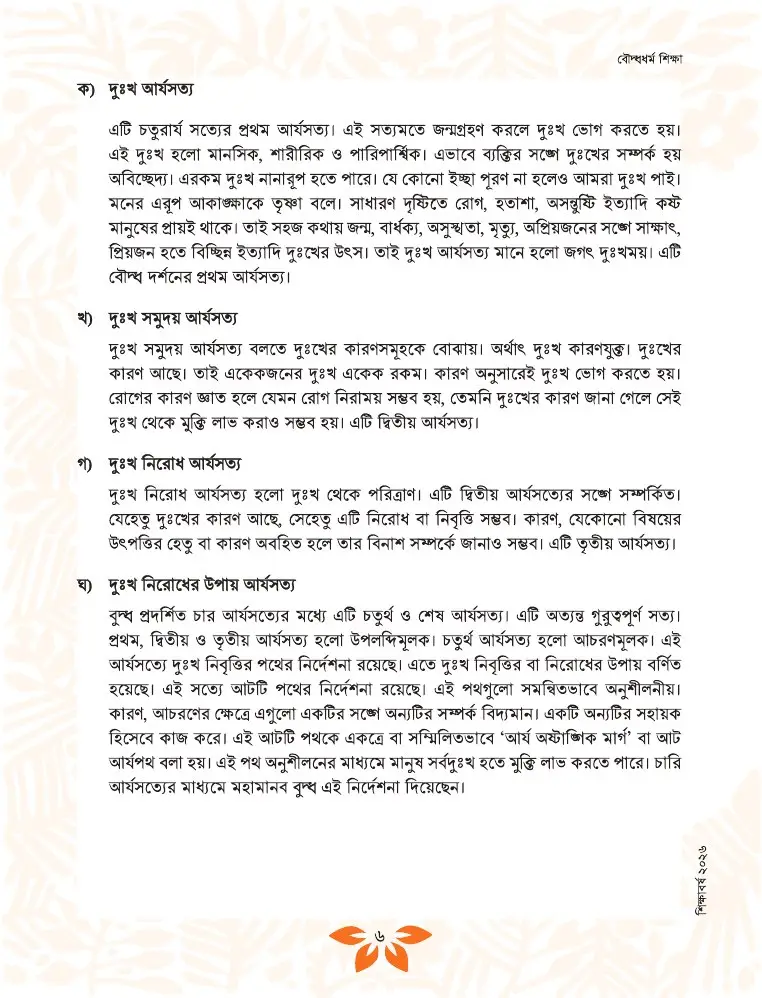 বৌদ্ধধর্ম শিক্ষা
ক) দুঃখ আর্যসত্য
এটি চতুরার্য সত্যের প্রথম আর্যসত্য। এই সত্যমতে জন্মগ্রহণ করলে দুঃখ ভোগ করতে হয়।
এই দুঃখ হলো মানসিক, শারীরিক ও পারিপার্শ্বিক। এভাবে ব্যক্তির সঙ্গে দুঃখের সম্পর্ক হয়
অবিচ্ছেদ্য। এরকম দুঃখ নানারূপ হতে পারে। যে কোনো ইচ্ছা পূরণ না হলেও আমরা দুঃখ পাই।
মনের এরূপ আকাঙ্ক্ষাকে তৃষ্ণা বলে। সাধারণ দৃষ্টিতে রোগ, হতাশা, অসন্তুষ্টি ইত্যাদি কষ্ট
মানুষের প্রায়ই থাকে। তাই সহজ কথায় জন্ম, বার্ধক্য, অসুস্থতা, মৃত্যু, অপ্রিয়জনের সঙ্গে সাক্ষাৎ,
প্রিয়জন হতে বিচ্ছিন্ন ইত্যাদি দুঃখের উৎস। তাই দুঃখ আর্যসত্য মানে হলো জগৎ দুঃখময়। এটি
বৌদ্ধ দর্শনের প্রথম আর্যসত্য।
খ) দুঃখ সমুদয় আর্যসত্য
দুঃখ সমুদয় আর্যসত্য বলতে দুঃখের কারণসমূহকে বোঝায়। অর্থাৎ দুঃখ কারণযুক্ত। দুঃখের
কারণ আছে। তাই একেকজনের দুঃখ একেক রকম। কারণ অনুসারেই দুঃখ ভোগ করতে হয়।
রোগের কারণ জ্ঞাত হলে যেমন রোগ নিরাময় সম্ভব হয়, তেমনি দুঃখের কারণ জানা গেলে সেই
দুঃখ থেকে মুক্তি লাভ করাও সম্ভব হয়। এটি দ্বিতীয় আর্যসত্য।
গ) দুঃখ নিরোধ আর্যসত্য
দুঃখ নিরোধ আর্যসত্য হলো দুঃখ থেকে পরিত্রাণ। এটি দ্বিতীয় আর্যসত্যের সঙ্গে সম্পর্কিত।
যেহেতু দুঃখের কারণ আছে, সেহেতু এটি নিরোধ বা নিবৃত্তি সম্ভব। কারণ, যেকোনো বিষয়ের
উৎপত্তির হেতু বা কারণ অবহিত হলে তার বিনাশ সম্পর্কে জানাও সম্ভব। এটি তৃতীয় আর্যসত্য।
ঘ) দুঃখ নিরোধের উপায় আর্যসত্য
বুদ্ধ প্রদর্শিত চার আর্যসত্যের মধ্যে এটি চতুর্থ ও শেষ আর্যসত্য। এটি অত্যন্ত গুরুত্বপূর্ণ সত্য।
প্রথম, দ্বিতীয় ও তৃতীয় আর্যসত্য হলো উপলব্দিমূলক। চতুর্থ আর্যসত্য হলো আচরণমূলক। এই
আর্যসত্যে দুঃখ নিবৃত্তির পথের নির্দেশনা রয়েছে। এতে দুঃখ নিবৃত্তির বা নিরোধের উপায় বর্ণিত
হয়েছে। এই সত্যে আটটি পথের নির্দেশনা রয়েছে। এই পথগুলো সমন্বিতভাবে অনুশীলনীয়।
কারণ, আচরণের ক্ষেত্রে এগুলো একটির সঙ্গে অন্যটির সম্পর্ক বিদ্যমান। একটি অন্যটির সহায়ক
হিসেবে কাজ করে। এই আটটি পথকে একত্রে বা সম্মিলিতভাবে ‘আর্য অষ্টাঙ্গিক মার্গ’ বা আট
আর্যপথ বলা হয়। এই পথ অনুশীলনের মাধ্যমে মানুষ সর্বদুঃখ হতে মুক্তি লাভ করতে পারে। চারি
আর্যসত্যের মাধ্যমে মহামানব বুদ্ধ এই নির্দেশনা দিয়েছেন।
শিক্ষাবর্ষ ২০২৬
৬